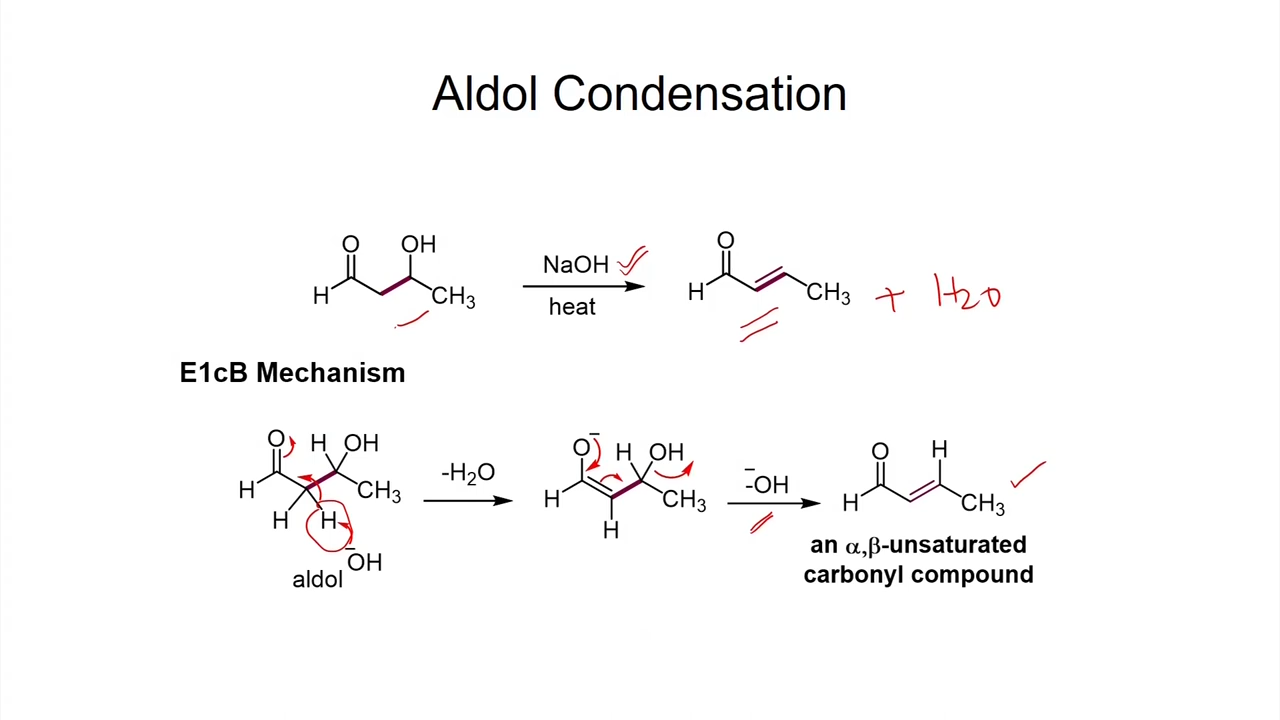 Aldol Condensation
O OH
H CH3
NaOH
heat
O
H CH3 + H2O
E1cB Mechanism
O H OH
H CH3
H H
-OH
aldol
-H2O
O- H OH
H CH3
H
-
-OH
O H
H CH3
an α,β-unsaturated
carbonyl compound